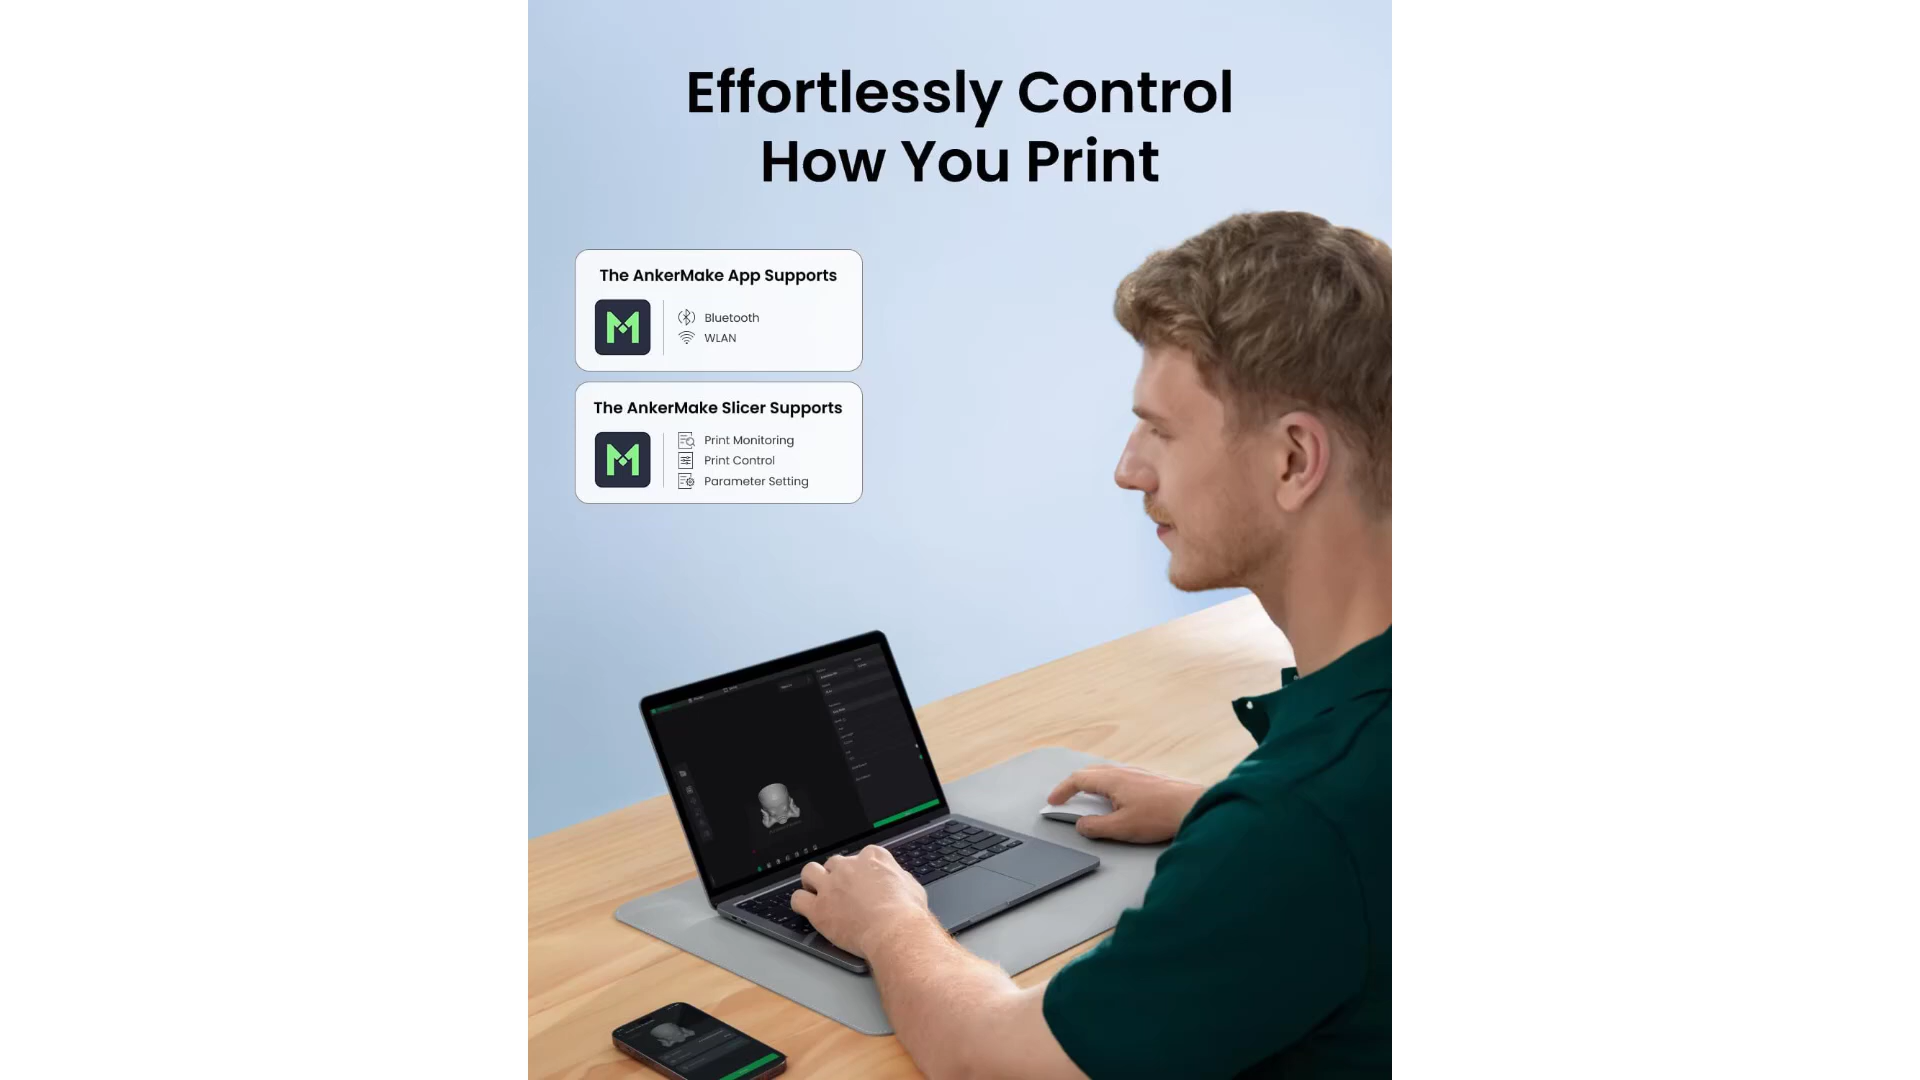 Effortlessly Control
How You Print
The AnkerMake App Supports
Bluetooth
WLAN
The AnkerMake Slicer Supports
Print Monitoring
Print Control
Parameter Setting